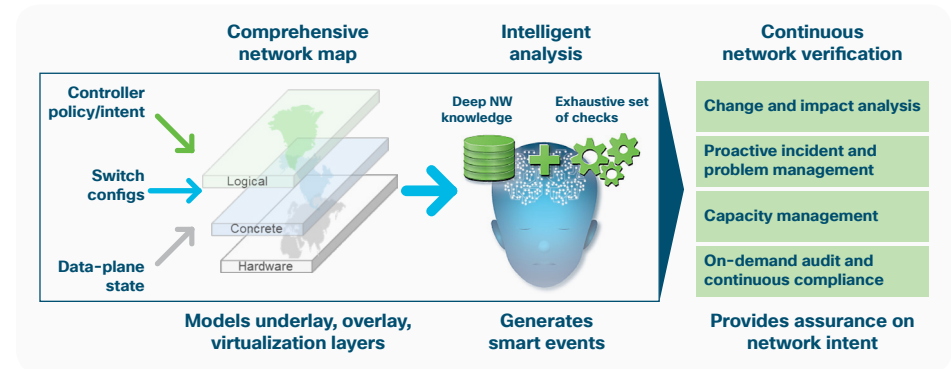 Comprehensive
network map
Intelligent
analysis
Continuous
network verification
Controller
policy/intent
Switch
configs
Data-plane
state
Logical
Concrete
Hardware
Deep NW
knowledge
Exhaustive set
of checks
Change and impact analysis
Proactive incident and
problem management
Capacity management
On-demand audit and
continuous compliance
Models underlay, overlay,
virtualization layers
Generates
smart events
Provides assurance on
network intent